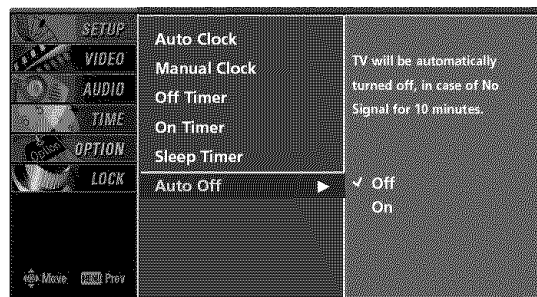 SETUP
VIDEO
AUDIO
TIME
OPTION
LOCK
Option
Move MENU Prev
Auto Clock
Manual Clock
Off Timer
On Timer
Sleep Timer
Auto Off ▶
TV will be automatically
turned off, in case of No
Signal for 10 minutes.
✓ Off
On